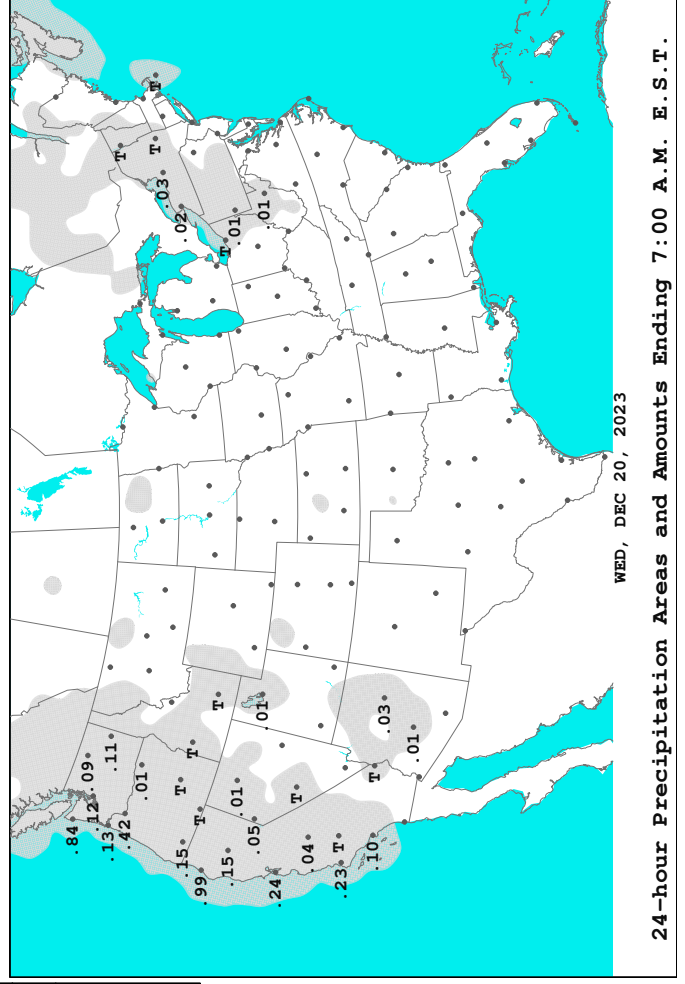 .84
.12
.09
.13
.11
.42
.01
.15
T
T
.99
T
T
.15
.01
.05
.01
.24
T
.04
T
.23
.10
T
.03
.01
T
T
T
.03
.02
T
.01
.01
WED, DEC 20, 2023
24-hour Precipitation Areas and Amounts Ending 7:00 A.M. E.S.T.